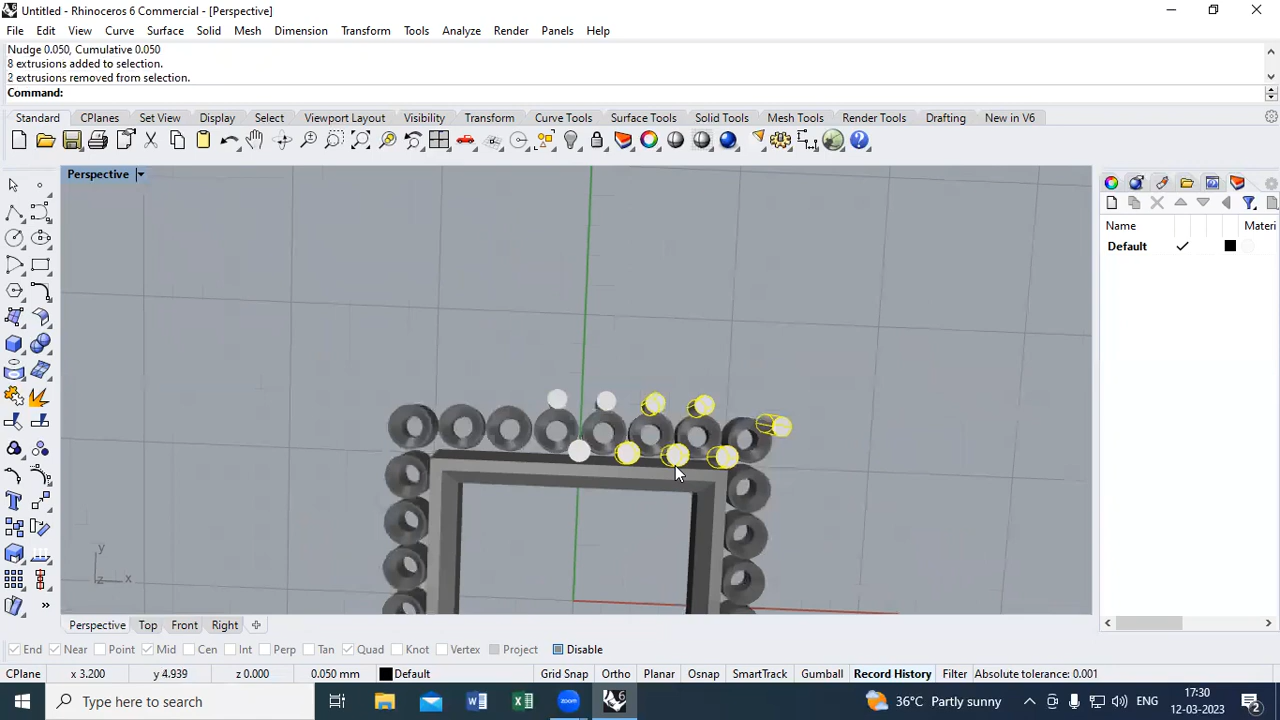 Untitled - Rhinoceros 6 Commercial - [Perspective]
File Edit View Curve Surface Solid Mesh Dimension Transform Tools Analyze Render Panels Help
Nudge 0.050, Cumulative 0.050
8 extrusions added to selection.
2 extrusions removed from selection.
Command:
Standard CPlanes Set View Display Select Viewport Layout Visibility Transform Curve Tools Surface Tools Solid Tools Mesh Tools Render Tools Drafting New in V6
Perspective
Name Materi
Default
y
z x
Perspective Top Front Right
End Near Point Mid Cen Int Perp Tan Quad Knot Vertex Project Disable
CPlane x 3.200 y 4.939 z 0.000 0.050 mm Default Grid Snap Ortho Planar Osnap SmartTrack Gumball Record History Filter Absolute tolerance: 0.001
Type here to search 36°C Partly sunny ENG 17:30
12-03-2023 2